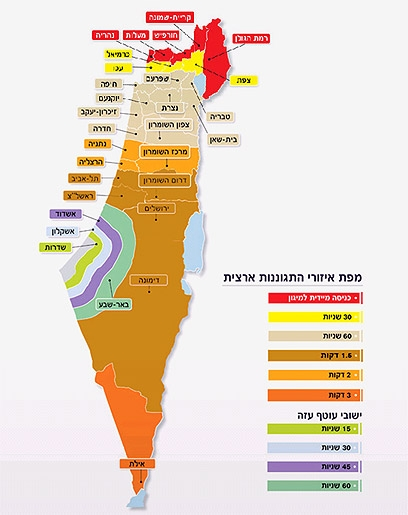 קריית-שמונה
רמת הגולן
חורפיש
מעלות
נהריה
כרמיאל
עכו
צפת
שפרעם
חיפה
יוקנעם
נצרת
טבריה
זיכרון-יעקב
צפון השומרון
בית-שאן
חדרה
נתניה
מרכז השומרון
הרצליה
תל-אביב
דרום השומרון
ראשל"צ
ירושלים
אשדוד
אשקלון
שדרות
דימונה
באר-שבע
אילת
מפת איזורי התגוננות ארצית
כניסה מיידית למיגון
30 שניות
60 שניות
1.5 דקות
2 דקות
3 דקות
ישובי עוטף עזה
15 שניות
30 שניות
45 שניות
60 שניות